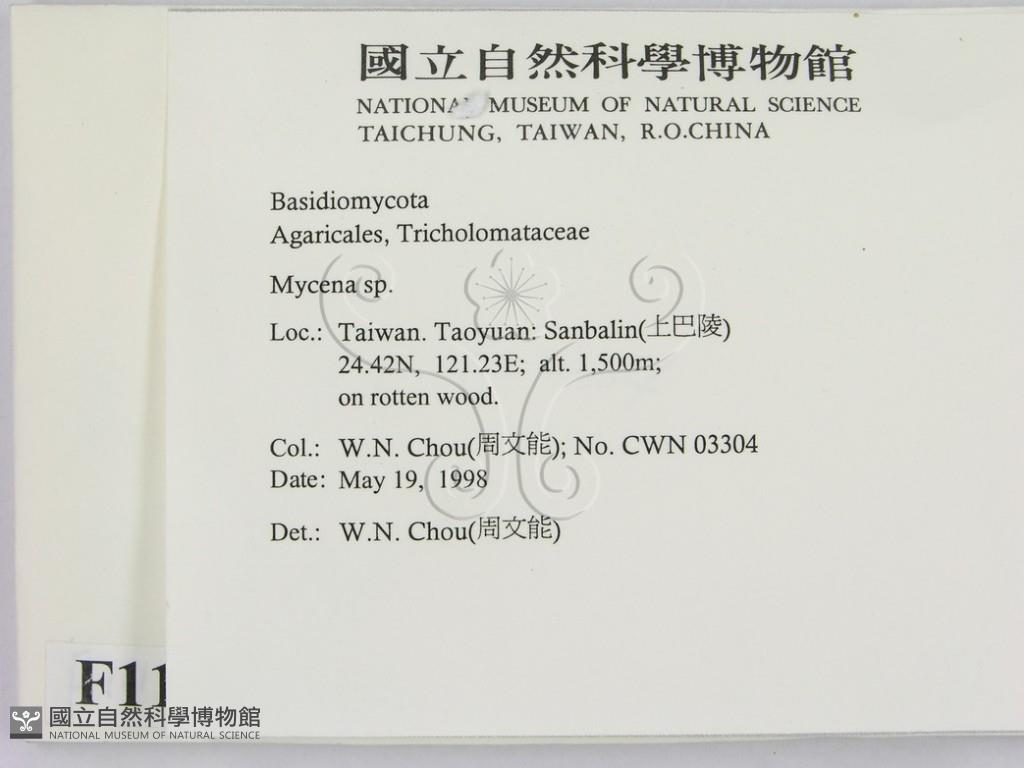 國立自然科學博物館
NATIONAL MUSEUM OF NATURAL SCIENCE
TAICHUNG, TAIWAN, R.O.CHINA
Basidiomycota
Agaricales, Tricholomataceae
Mycena sp.
Loc.: Taiwan. Taoyuan: Sanbalin(上巴陵)
24.42N, 121.23E; alt. 1,500m;
on rotten wood.
Col.: W.N. Chou(周文能); No. CWN 03304
Date: May 19, 1998
Det.: W.N. Chou(周文能)
F11
國立自然科學博物館
NATIONAL MUSEUM OF NATURAL SCIENCE